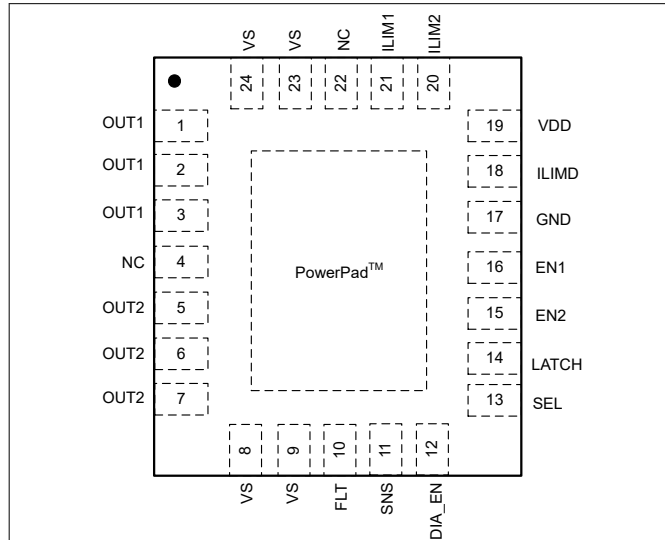 VS VS NC ILIM1 ILIM2
24 23 22 21 20
OUT1 1 19 VDD
OUT1 2 18 ILIMD
OUT1 3 17 GND
NC 4 16 EN1
PowerPad™
OUT2 5 15 EN2
OUT2 6 14 LATCH
OUT2 7 13 SEL
8 9 10 11 12
VS VS FLT SNS DIA_EN